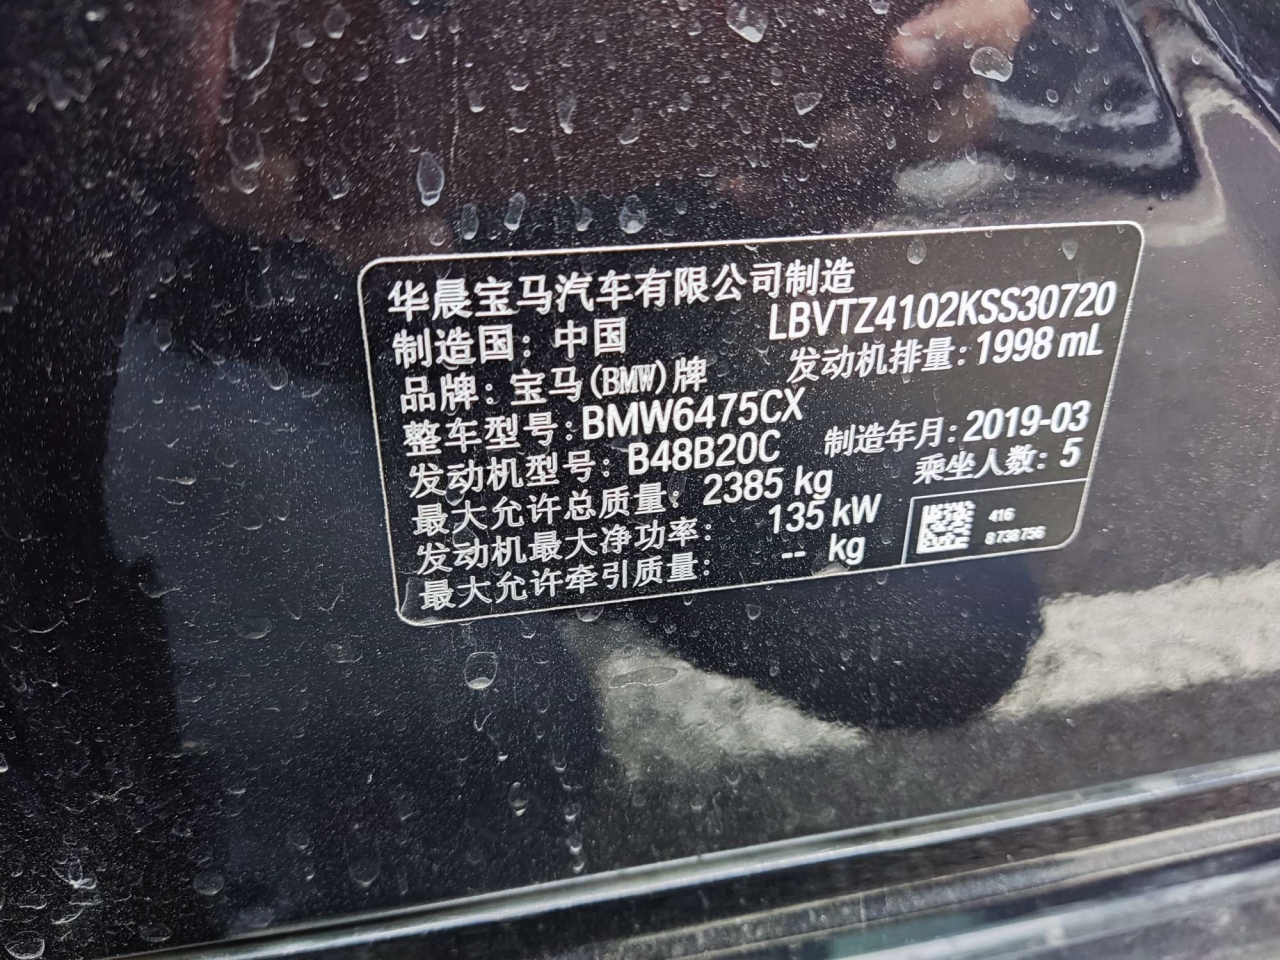 华晨宝马汽车有限公司制造
制造国：中国 LBVTZ4102KSS30720
品牌：宝马(BMW)牌 发动机排量：1998 mL
整车型号：BMW6475CX
发动机型号：B48B20C 制造年月：2019-03
最大允许总质量：2385 kg 乘坐人数：5
发动机最大净功率：135 kW
最大允许牵引质量：-- kg
416
8738756